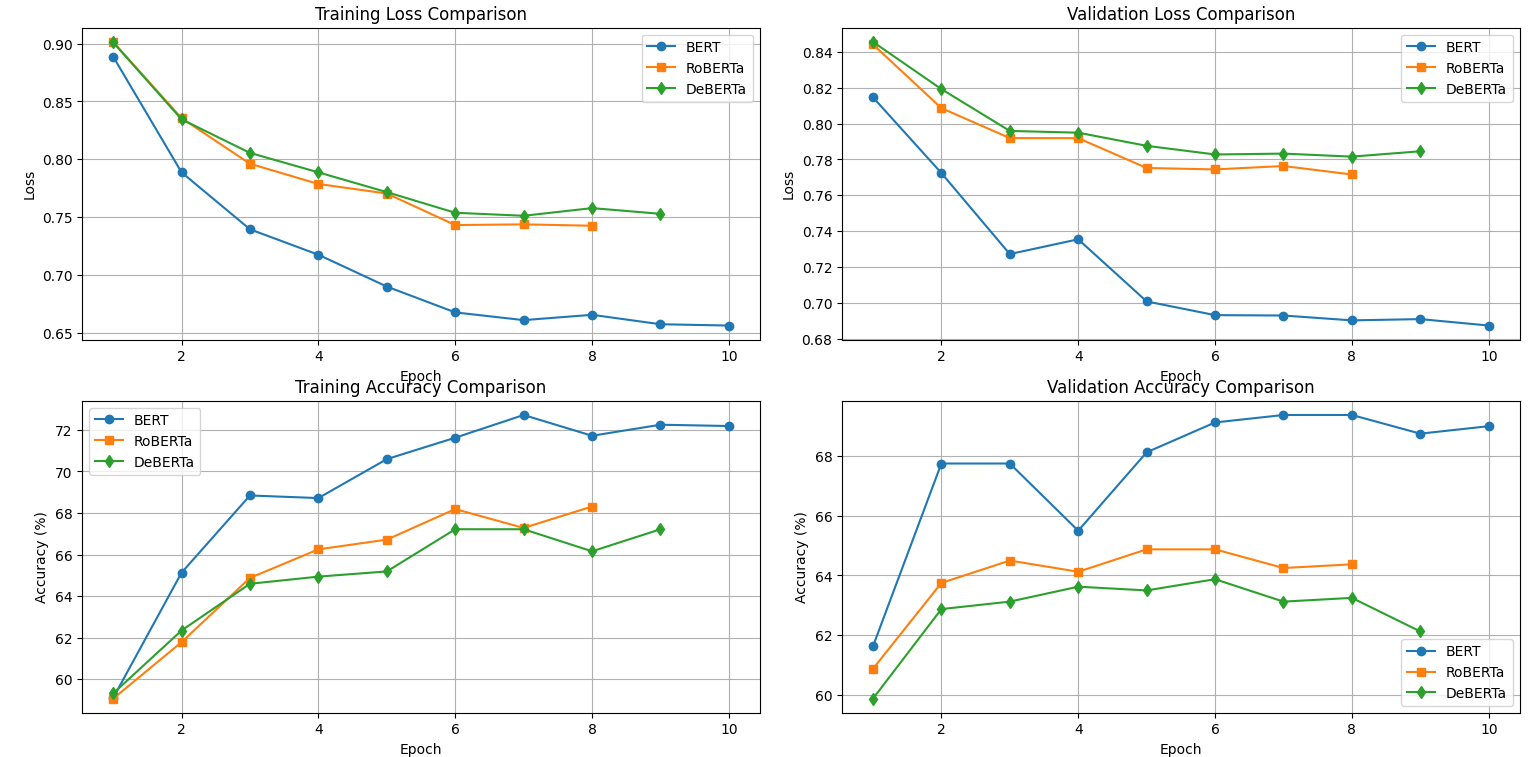 Training Loss Comparison
Loss
0.90
0.85
0.80
0.75
0.70
0.65
BERT
RoBERTa
DeBERTa
2 4 6 8 10
Epoch
Validation Loss Comparison
Loss
0.84
0.82
0.80
0.78
0.76
0.74
0.72
0.70
0.68
BERT
RoBERTa
DeBERTa
2 4 6 8 10
Epoch
Training Accuracy Comparison
Accuracy (%)
72
70
68
66
64
62
60
BERT
RoBERTa
DeBERTa
2 4 6 8 10
Epoch
Validation Accuracy Comparison
Accuracy (%)
68
66
64
62
60
BERT
RoBERTa
DeBERTa
2 4 6 8 10
Epoch